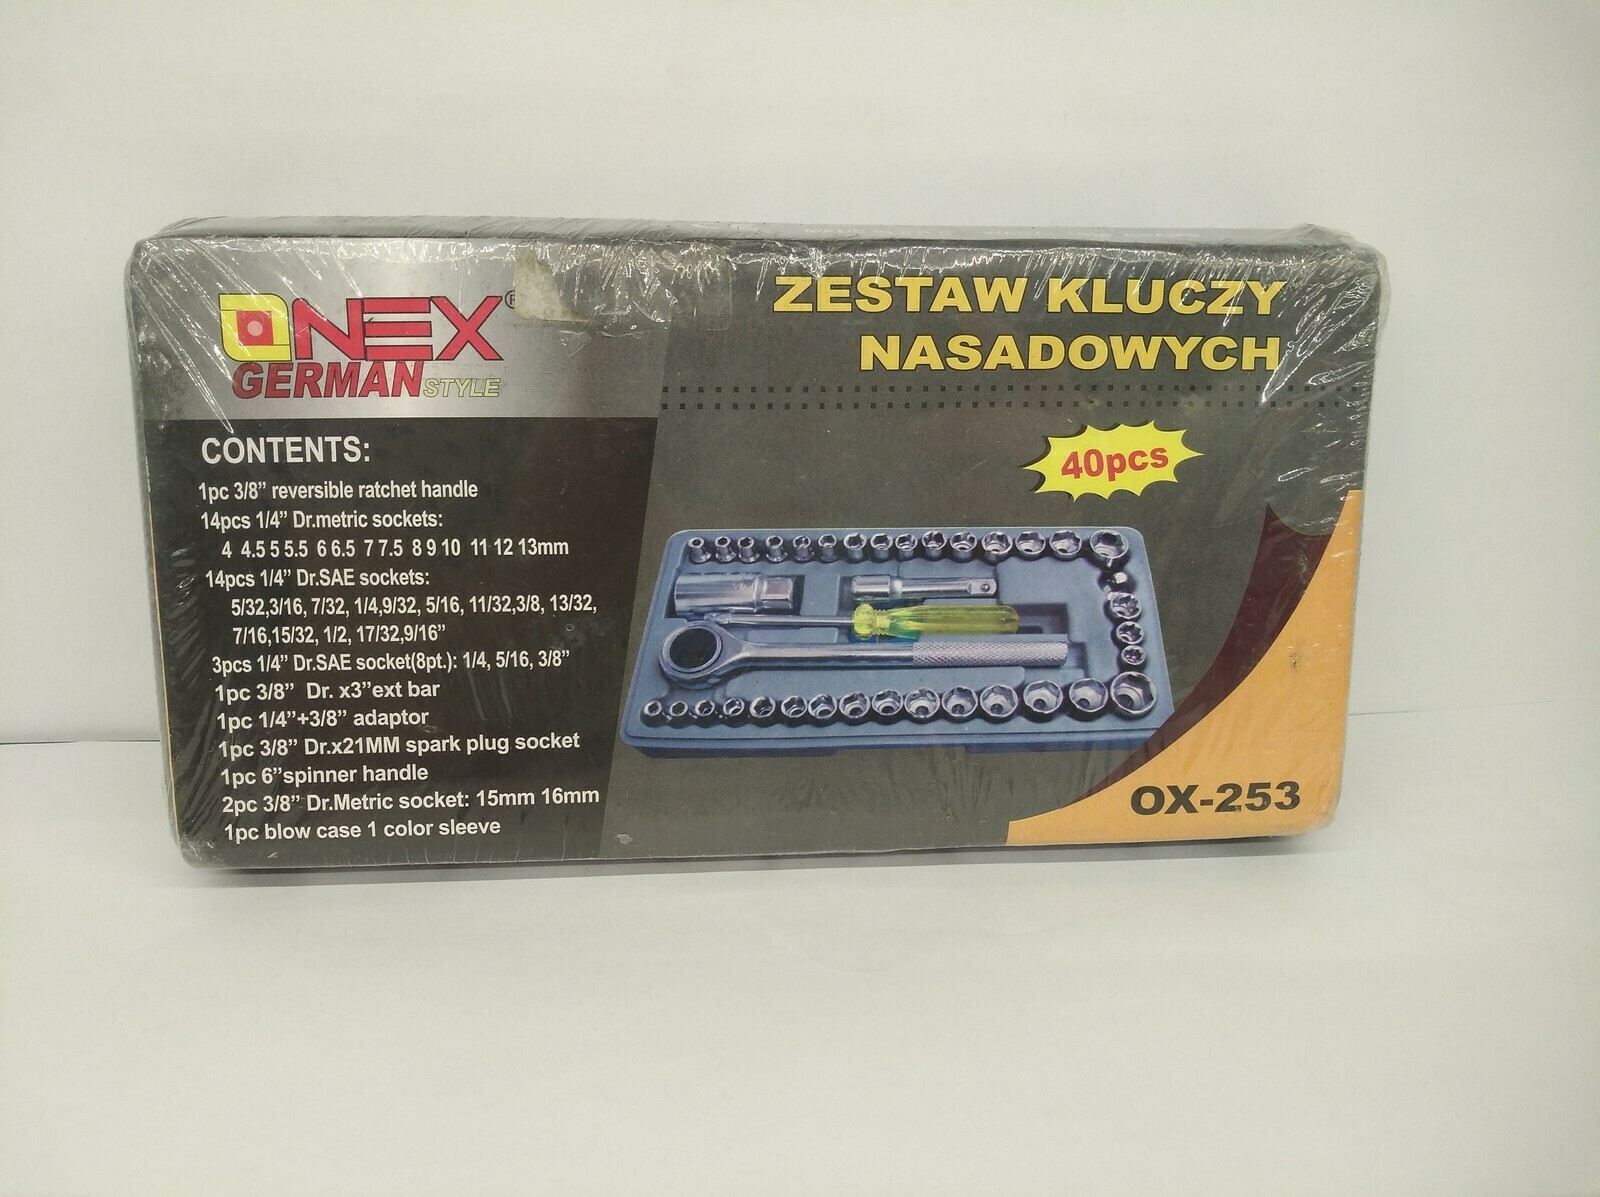 ONEX®
GERMAN STYLE
ZESTAW KLUCZY
NASADOWYCH
40pcs
CONTENTS:
1pc 3/8” reversible ratchet handle
14pcs 1/4” Dr.metric sockets:
4 4.5 5 5.5 6 6.5 7 7.5 8 9 10 11 12 13mm
14pcs 1/4” Dr.SAE sockets:
5/32,3/16, 7/32, 1/4,9/32, 5/16, 11/32,3/8, 13/32,
7/16,15/32, 1/2, 17/32,9/16”
3pcs 1/4” Dr.SAE socket(8pt.): 1/4, 5/16, 3/8”
1pc 3/8” Dr. x3”ext bar
1pc 1/4”+3/8” adaptor
1pc 3/8” Dr.x21MM spark plug socket
1pc 6”spinner handle
2pc 3/8” Dr.Metric socket: 15mm 16mm
1pc blow case 1 color sleeve
OX-253